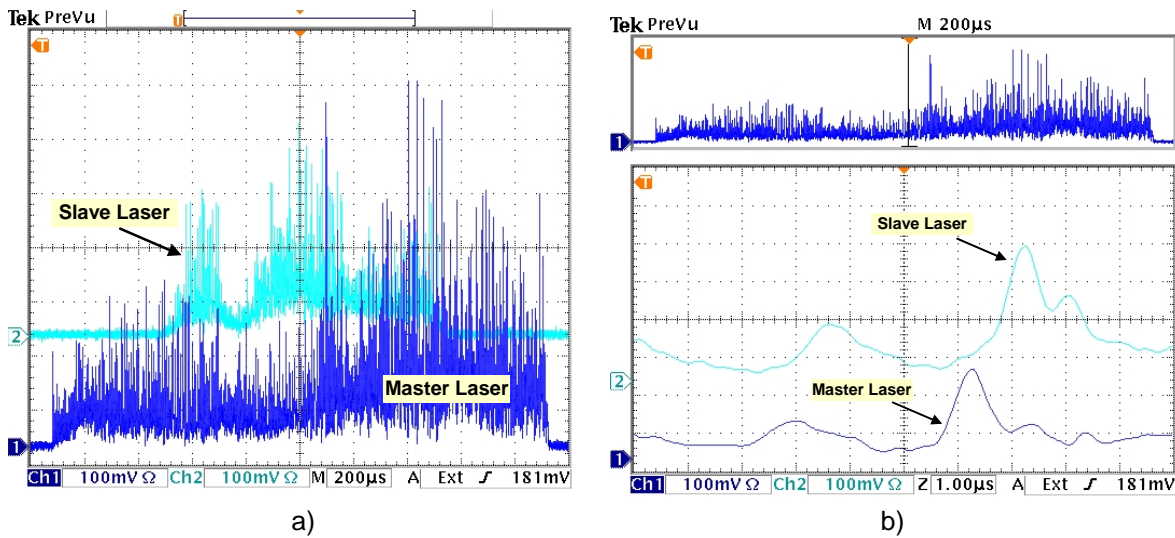 Tek PreVu
T
T
Slave Laser
2
Master Laser
1
Ch1 100mV Ω Ch2 100mV Ω M 200µs A Ext 181mV
a)
Tek PreVu M 200µs
T
1
T
Slave Laser
2
Master Laser
1
Ch1 100mV Ω Ch2 100mV Ω Z 1.00µs A Ext 181mV
b)